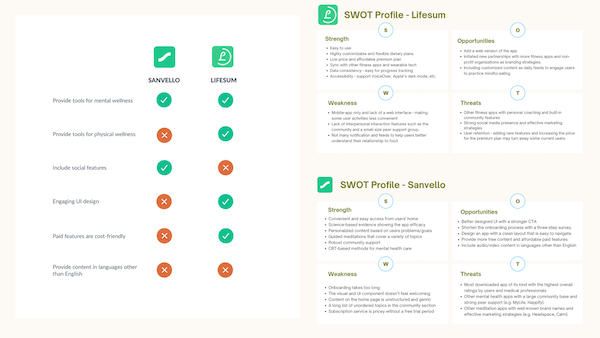 SANVELLO
LIFESUM
Provide tools for mental wellness
Provide tools for physical wellness
Include social features
Engaging UI design
Paid features are cost-friendly
Provide content in languages other
than English
SWOT Profile - Lifesum
S
Strength
Easy to use
Highly customizable and flexible dietary plans
Low price and affordable premium plan
Sync with other fitness apps and wearable tech
Data consistency - easy for progress tracking
Accessibility - support VoiceOver, Apple's dark mode, etc.
O
Opportunities
Add a web version of the app
Initiated new partnerships with more fitness apps and non-
profit organizations as branding strategies
Including customized content as daily feeds to engage users
to practice mindful eating
W
Weakness
Mobile-app only and lack of a web interface - making
some user activities less convenient
Lack of interpersonal interaction features such as the
community and a small size peer support group.
Not many notification and feeds to help users better
understand their relationship to food
T
Threats
Other fitness apps with personal coaching and built-in
community features
Strong social media presence and effective marketing
strategies
User retention - adding new features and increasing the price
for the premium plan may turn away some current users
SWOT Profile - Sanvello
S
Strength
Convenient and easy access from users' home
Science-based evidence showing the app efficacy
Personalized content based on users problems/goals
Guided meditations that cover a variety of topics
Robust community support
CBT-based methods for mental health care
O
Opportunities
Better designed UI with a stronger CTA
Shorten the onboarding process with a three step survey.
Design an app with a clean layout that is easy to navigate
Provide more free content and affordable paid features
Include audio/video content in languages other than English
W
Weakness
Onboarding takes too long
The visual and UI component doesn't feel welcoming
Content on the home page is unstructured and generic
A long list of unordered topics in the community section
Subscription service is pricey without a free trial period
T
Threats
Most downloaded app of its kind with the highest overall
ratings by users and medical professionals
Other mental health apps with a large community base and
strong peer support (e.g. MyLife, Happify)
Other meditation apps with well-known brand names and
effective marketing strategies (e.g. Headspace, Calm)